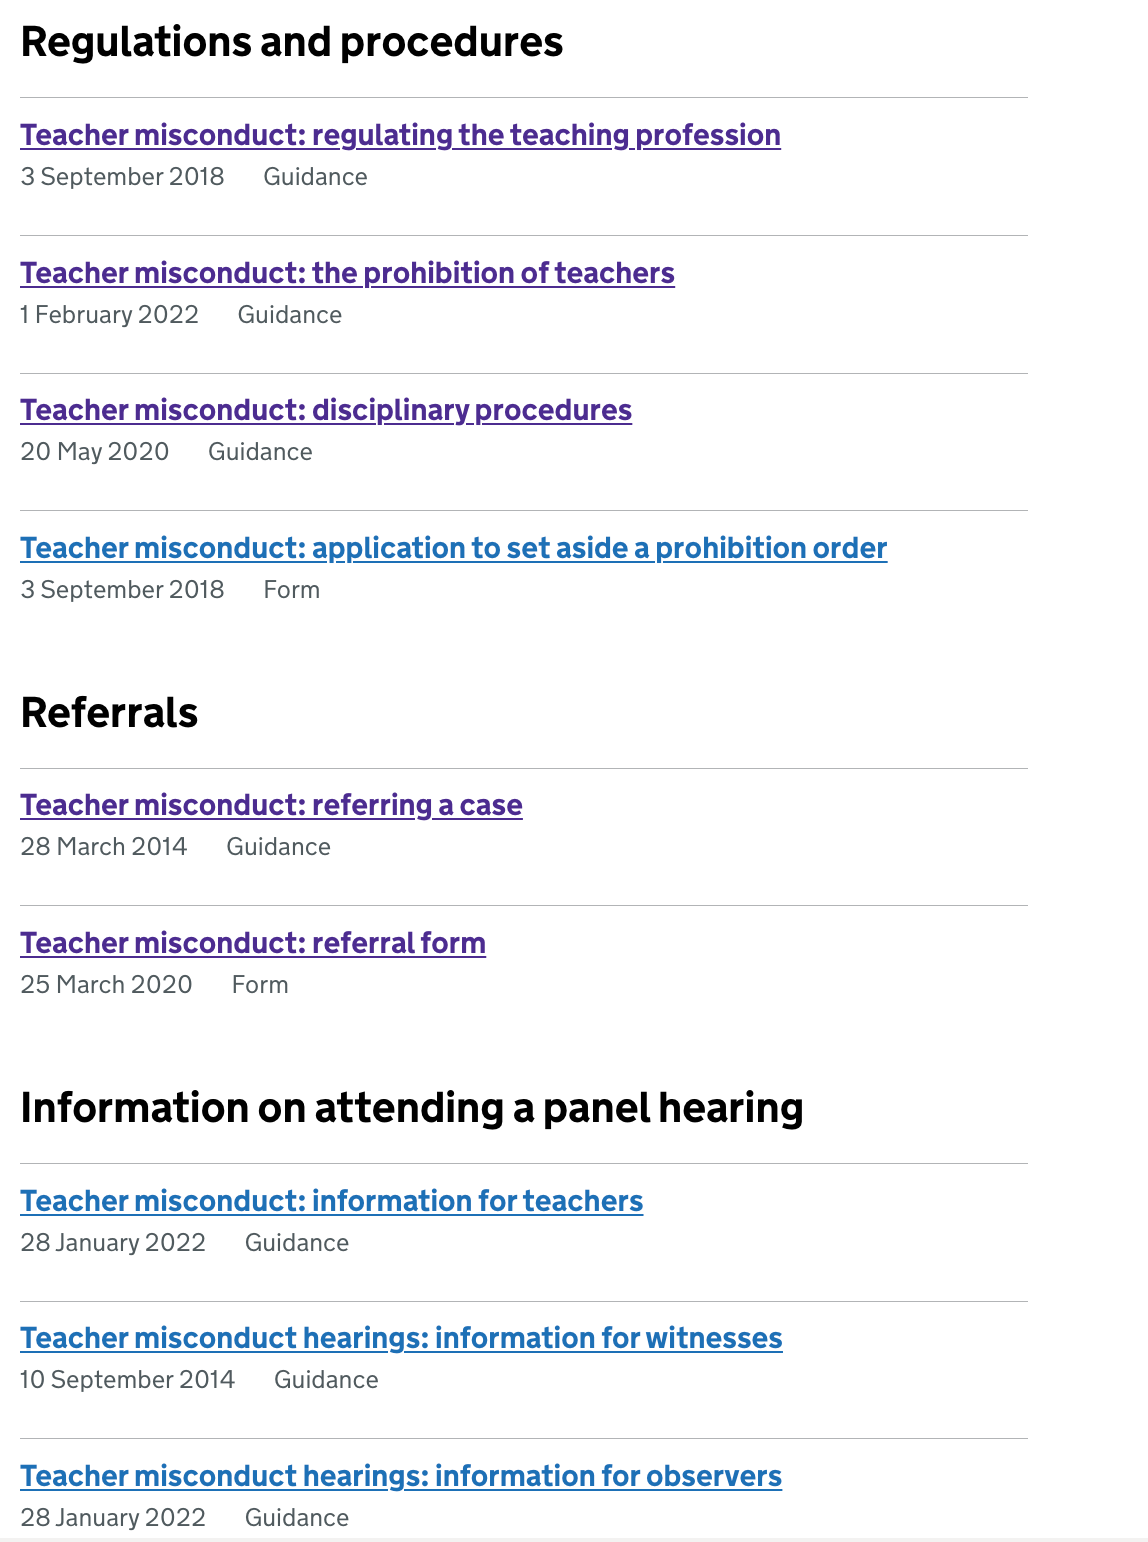 Regulations and procedures
Teacher misconduct: regulating the teaching profession
3 September 2018 Guidance
Teacher misconduct: the prohibition of teachers
1 February 2022 Guidance
Teacher misconduct: disciplinary procedures
20 May 2020 Guidance
Teacher misconduct: application to set aside a prohibition order
3 September 2018 Form
Referrals
Teacher misconduct: referring a case
28 March 2014 Guidance
Teacher misconduct: referral form
25 March 2020 Form
Information on attending a panel hearing
Teacher misconduct: information for teachers
28 January 2022 Guidance
Teacher misconduct hearings: information for witnesses
10 September 2014 Guidance
Teacher misconduct hearings: information for observers
28 January 2022 Guidance